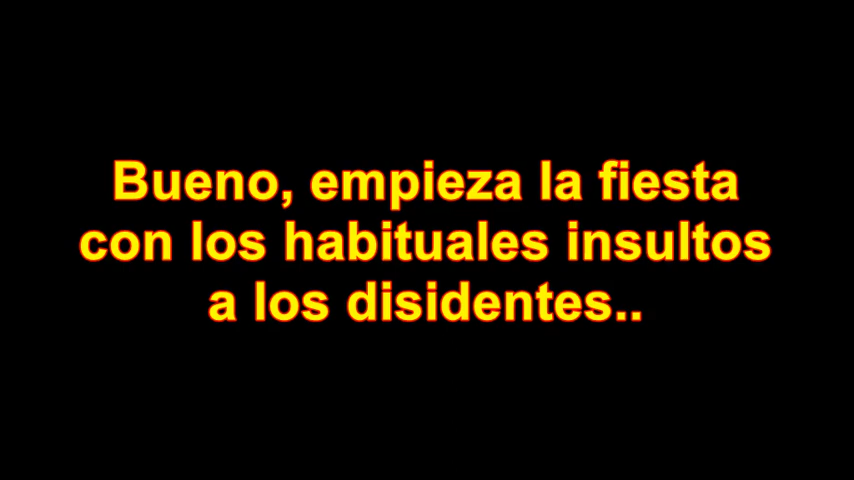 Bueno, empieza la fiesta
con los habituales insultos
a los disidentes..